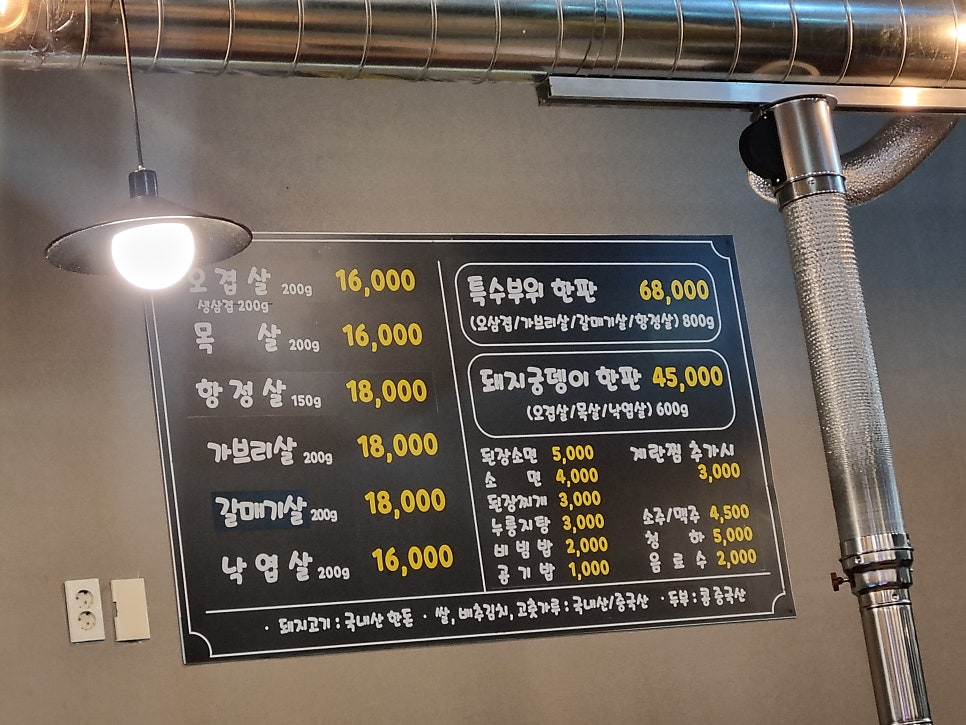 오겹살 200g 16,000
생삼겹 200g
목 살 200g 16,000
항정살 150g 18,000
가브리살 200g 18,000
갈매기살 200g 18,000
낙엽살 200g 16,000
특수부위 한판 68,000
(오삼겹/가브리살/갈매기살/항정살) 800g
돼지궁뎅이 한판 45,000
(오겹살/목살/낙엽살) 600g
된장소면 5,000
소 면 4,000
된장찌개 3,000
누룽지탕 3,000
비빔밥 2,000
공기밥 1,000
계란찜 추가시
3,000
소주/맥주 4,500
청 하 5,000
음료수 2,000
· 돼지고기 : 국내산 한돈 · 쌀, 배추김치, 고춧가루 : 국내산/중국산 · 두부 : 콩 중국산